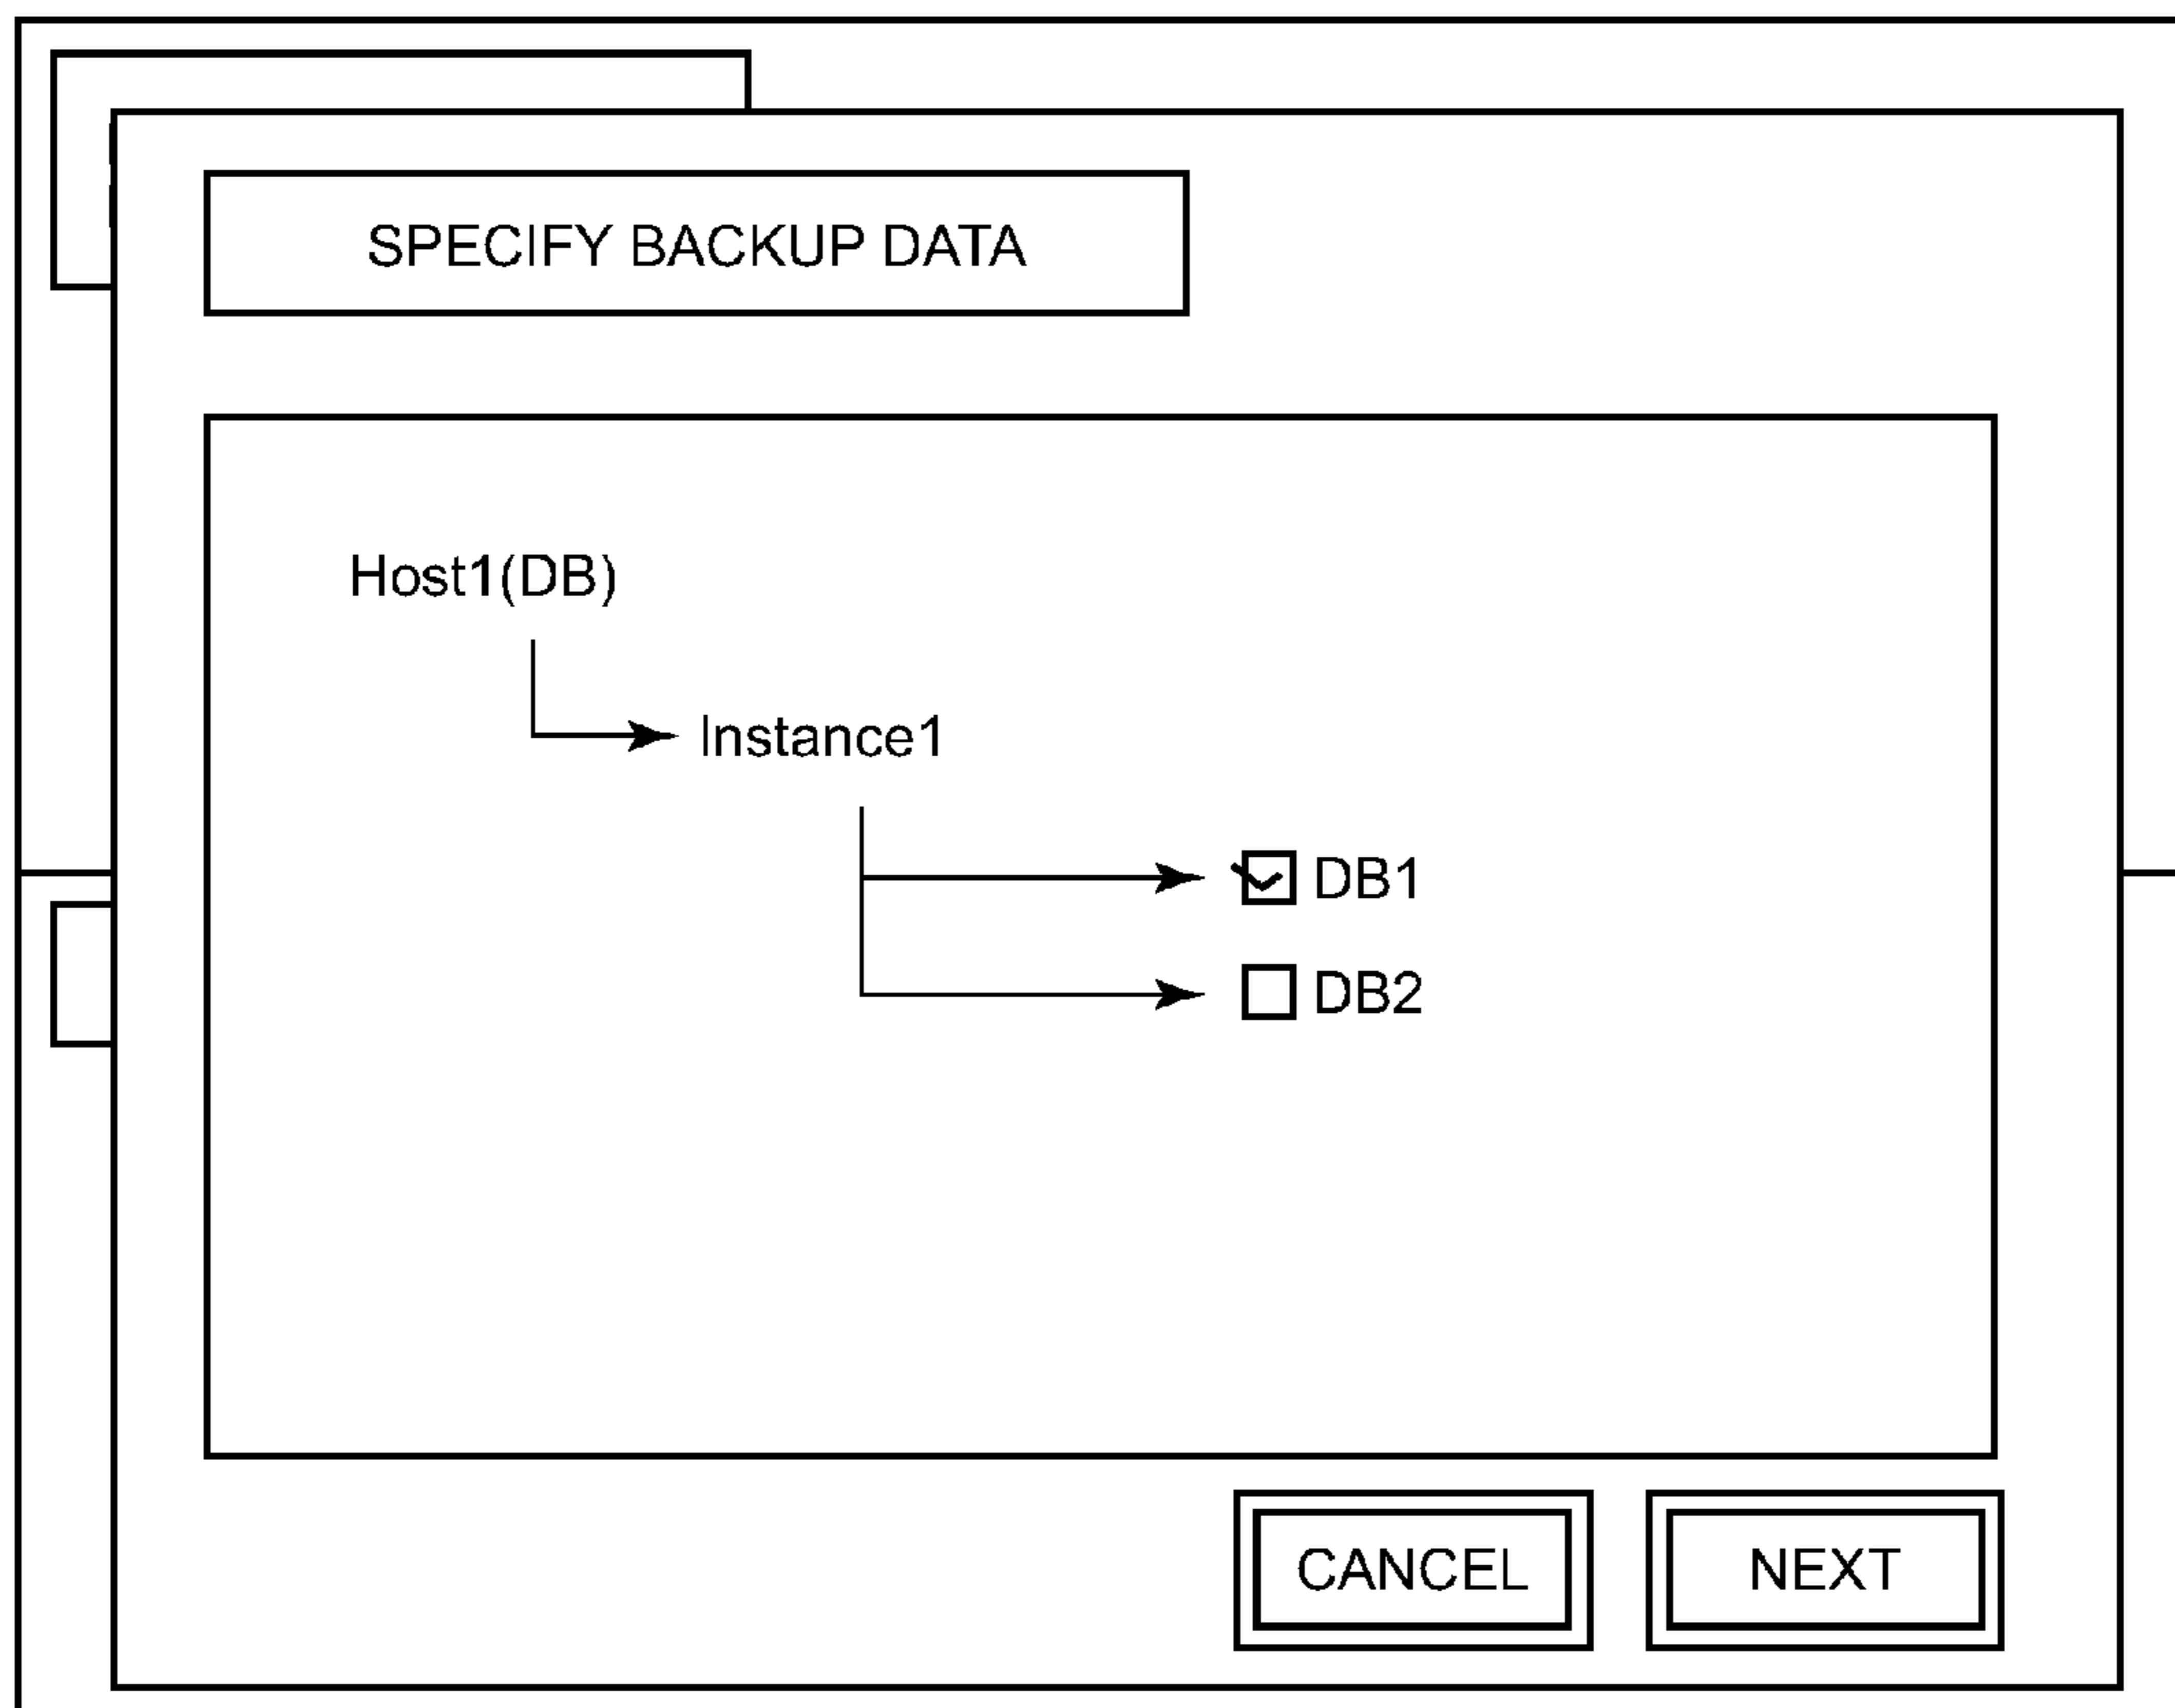 SPECIFY BACKUP DATA
Host1(DB)
Instance1
DB1
DB2
CANCEL NEXT